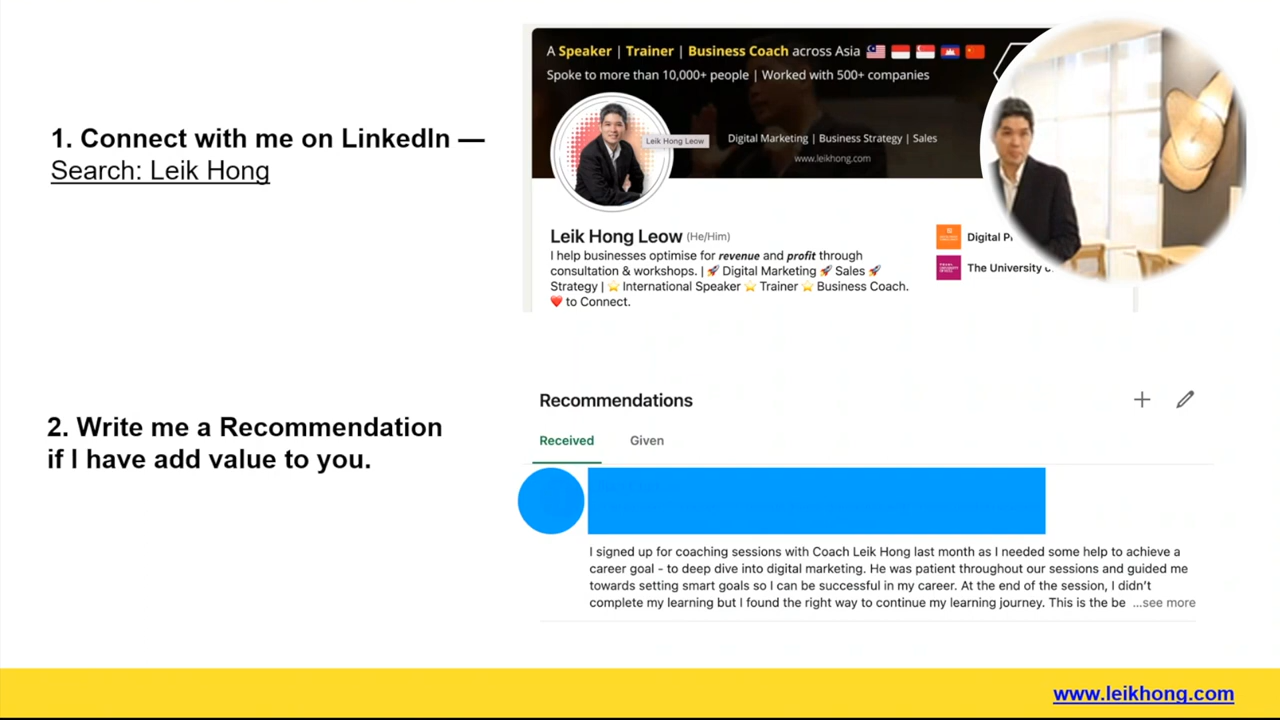 1. Connect with me on LinkedIn —
Search: Leik Hong
A Speaker | Trainer | Business Coach across Asia
Spoke to more than 10,000+ people | Worked with 500+ companies
Leik Hong Leow
Digital Marketing | Business Strategy | Sales
www.leikhong.com
Leik Hong Leow (He/Him)
I help businesses optimise for revenue and profit through
consultation & workshops. | 🚀 Digital Marketing 🚀 Sales 🚀
Strategy | ⭐ International Speaker ⭐ Trainer ⭐ Business Coach.
❤️ to Connect.
Digital
The University
2. Write me a Recommendation
if I have add value to you.
Recommendations
Received Given
I signed up for coaching sessions with Coach Leik Hong last month as I needed some help to achieve a
career goal - to deep dive into digital marketing. He was patient throughout our sessions and guided me
towards setting smart goals so I can be successful in my career. At the end of the session, I didn't
complete my learning but I found the right way to continue my learning journey. This is the be ...see more
www.leikhong.com